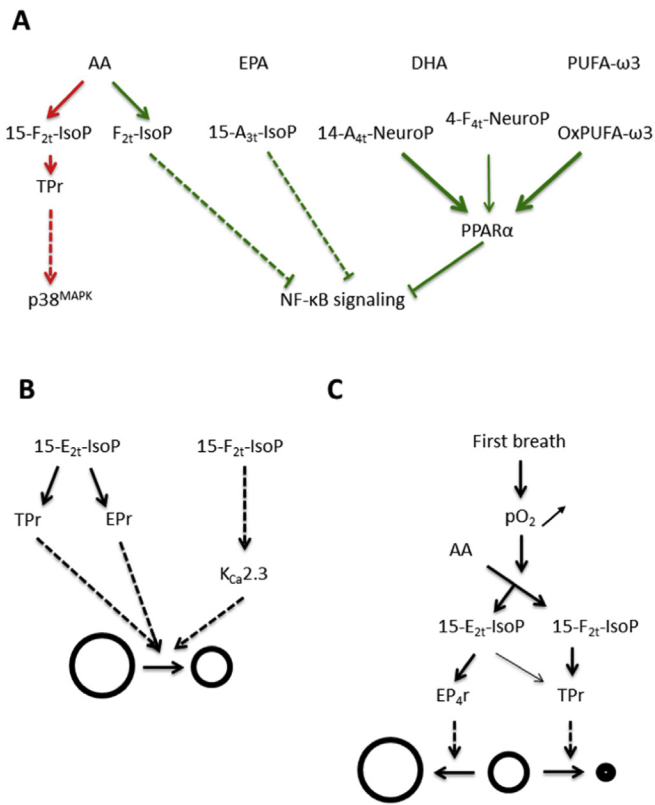 A
AA EPA DHA PUFA-ω3
15-F₂ₜ-IsoP F₂ₜ-IsoP 15-A₃ₜ-IsoP 14-A₄ₜ-NeuroP 4-F₄ₜ-NeuroP OxPUFA-ω3
TPr
PPARα
p38ᴹᴬᴾᴷ NF-κB signaling
B
15-E₂ₜ-IsoP 15-F₂ₜ-IsoP
TPr EPr
K_Ca2.3
C
First breath
pO₂
AA
15-E₂ₜ-IsoP 15-F₂ₜ-IsoP
EP₄r TPr